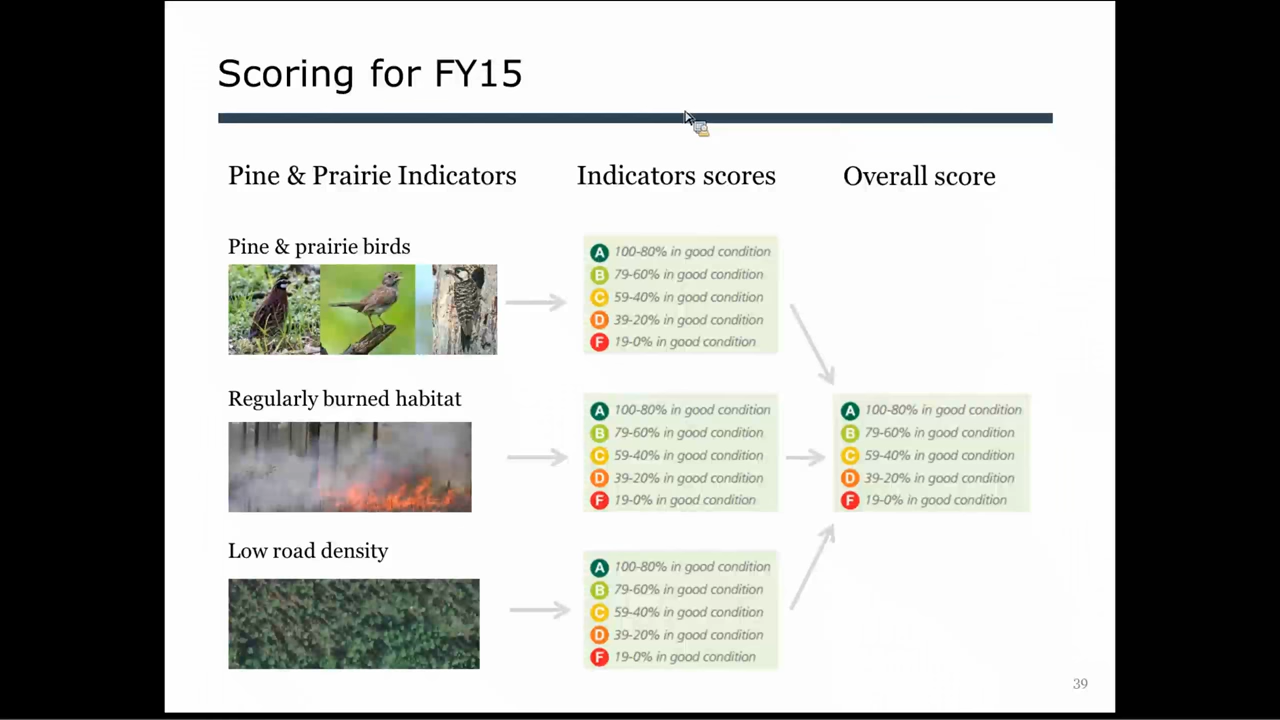 Scoring for FY15
Pine & Prairie Indicators
Indicators scores
Overall score
Pine & prairie birds
A 100-80% in good condition
B 79-60% in good condition
C 59-40% in good condition
D 39-20% in good condition
F 19-0% in good condition
Regularly burned habitat
A 100-80% in good condition
B 79-60% in good condition
C 59-40% in good condition
D 39-20% in good condition
F 19-0% in good condition
A 100-80% in good condition
B 79-60% in good condition
C 59-40% in good condition
D 39-20% in good condition
F 19-0% in good condition
Low road density
A 100-80% in good condition
B 79-60% in good condition
C 59-40% in good condition
D 39-20% in good condition
F 19-0% in good condition
39